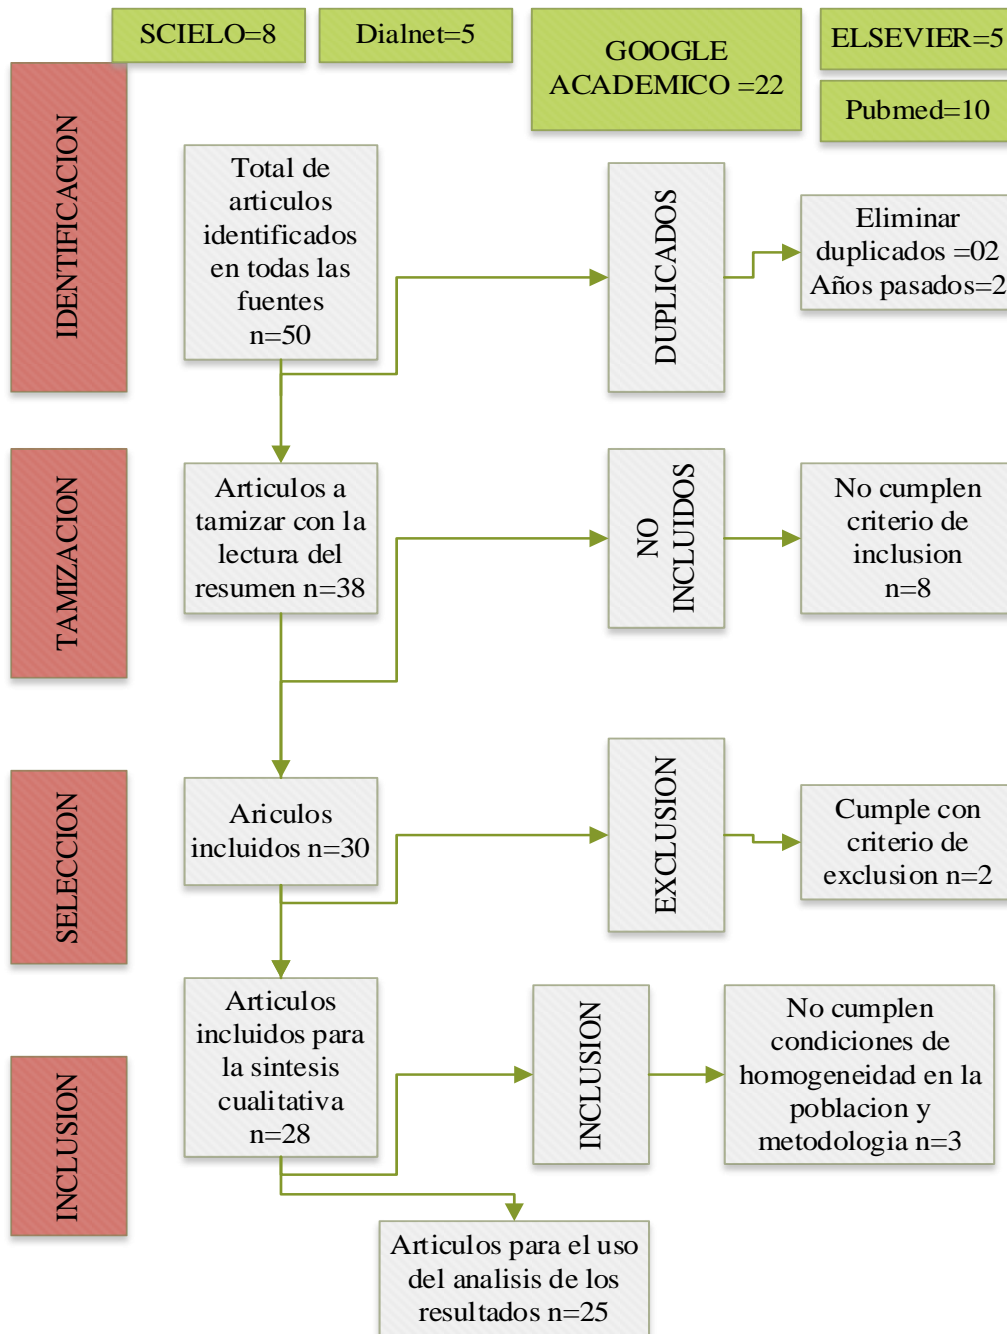 SCIELO=8
Dialnet=5
GOOGLE
ACADEMICO =22
ELSEVIER=5
Pubmed=10
IDENTIFICACION
Total de
articulos
identificados
en todas las
fuentes
n=50
DUPLICADOS
Eliminar
duplicados =02
Años pasados=2
TAMIZACION
Articulos a
tamizar con la
lectura del
resumen n=38
NO
INCLUIDOS
No cumplen
criterio de
inclusion
n=8
SELECCION
Ariculos
incluidos n=30
EXCLUSION
Cumple con
criterio de
exclusion n=2
INCLUSION
Articulos
incluidos para
la sintesis
cualitativa
n=28
INCLUSION
No cumplen
condiciones de
homogeneidad en la
poblacion y
metodologia n=3
Articulos para el uso
del analisis de los
resultados n=25